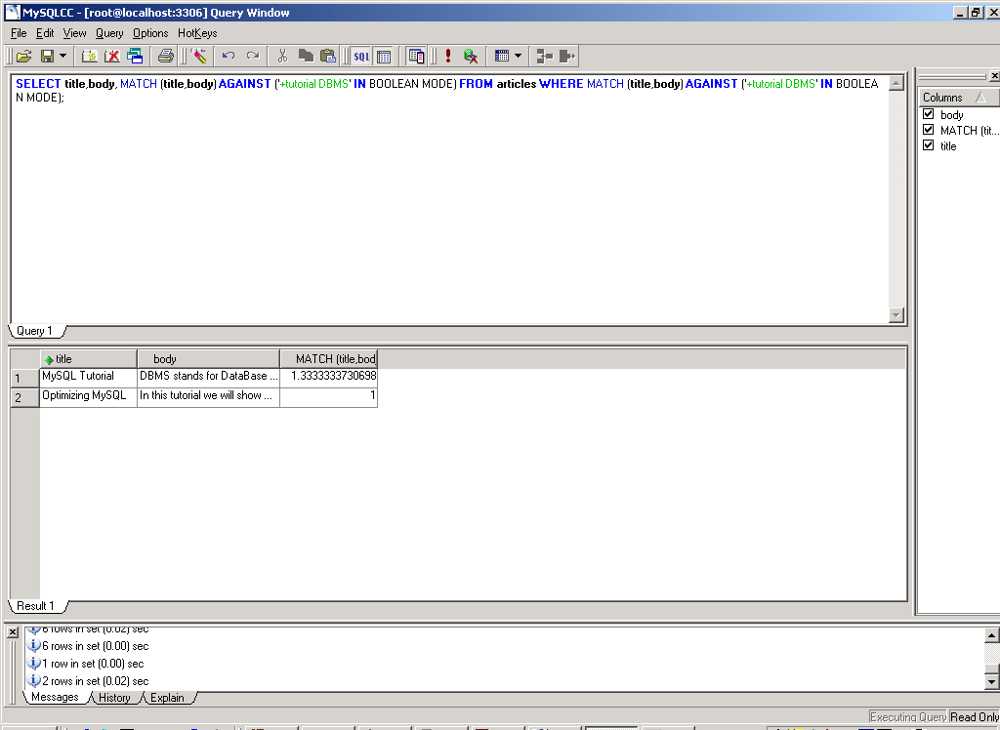 MySQLCC - [root@localhost:3306] Query Window
File Edit View Query Options HotKeys
SQL
SELECT title,body, MATCH (title,body) AGAINST ('+tutorial DBMS' IN BOOLEAN MODE) FROM articles WHERE MATCH (title,body) AGAINST ('+tutorial DBMS' IN BOOLEA
N MODE);
Columns
body
MATCH (tit...
title
Query 1
title body MATCH (title,bod
1 MySQL Tutorial DBMS stands for DataBase ... 1.3333333730698
2 Optimizing MySQL In this tutorial we will show ... 1
Result 1
6 rows in set (0.02) sec
6 rows in set (0.00) sec
1 row in set (0.00) sec
2 rows in set (0.02) sec
Messages History Explain
Executing Query Read Only